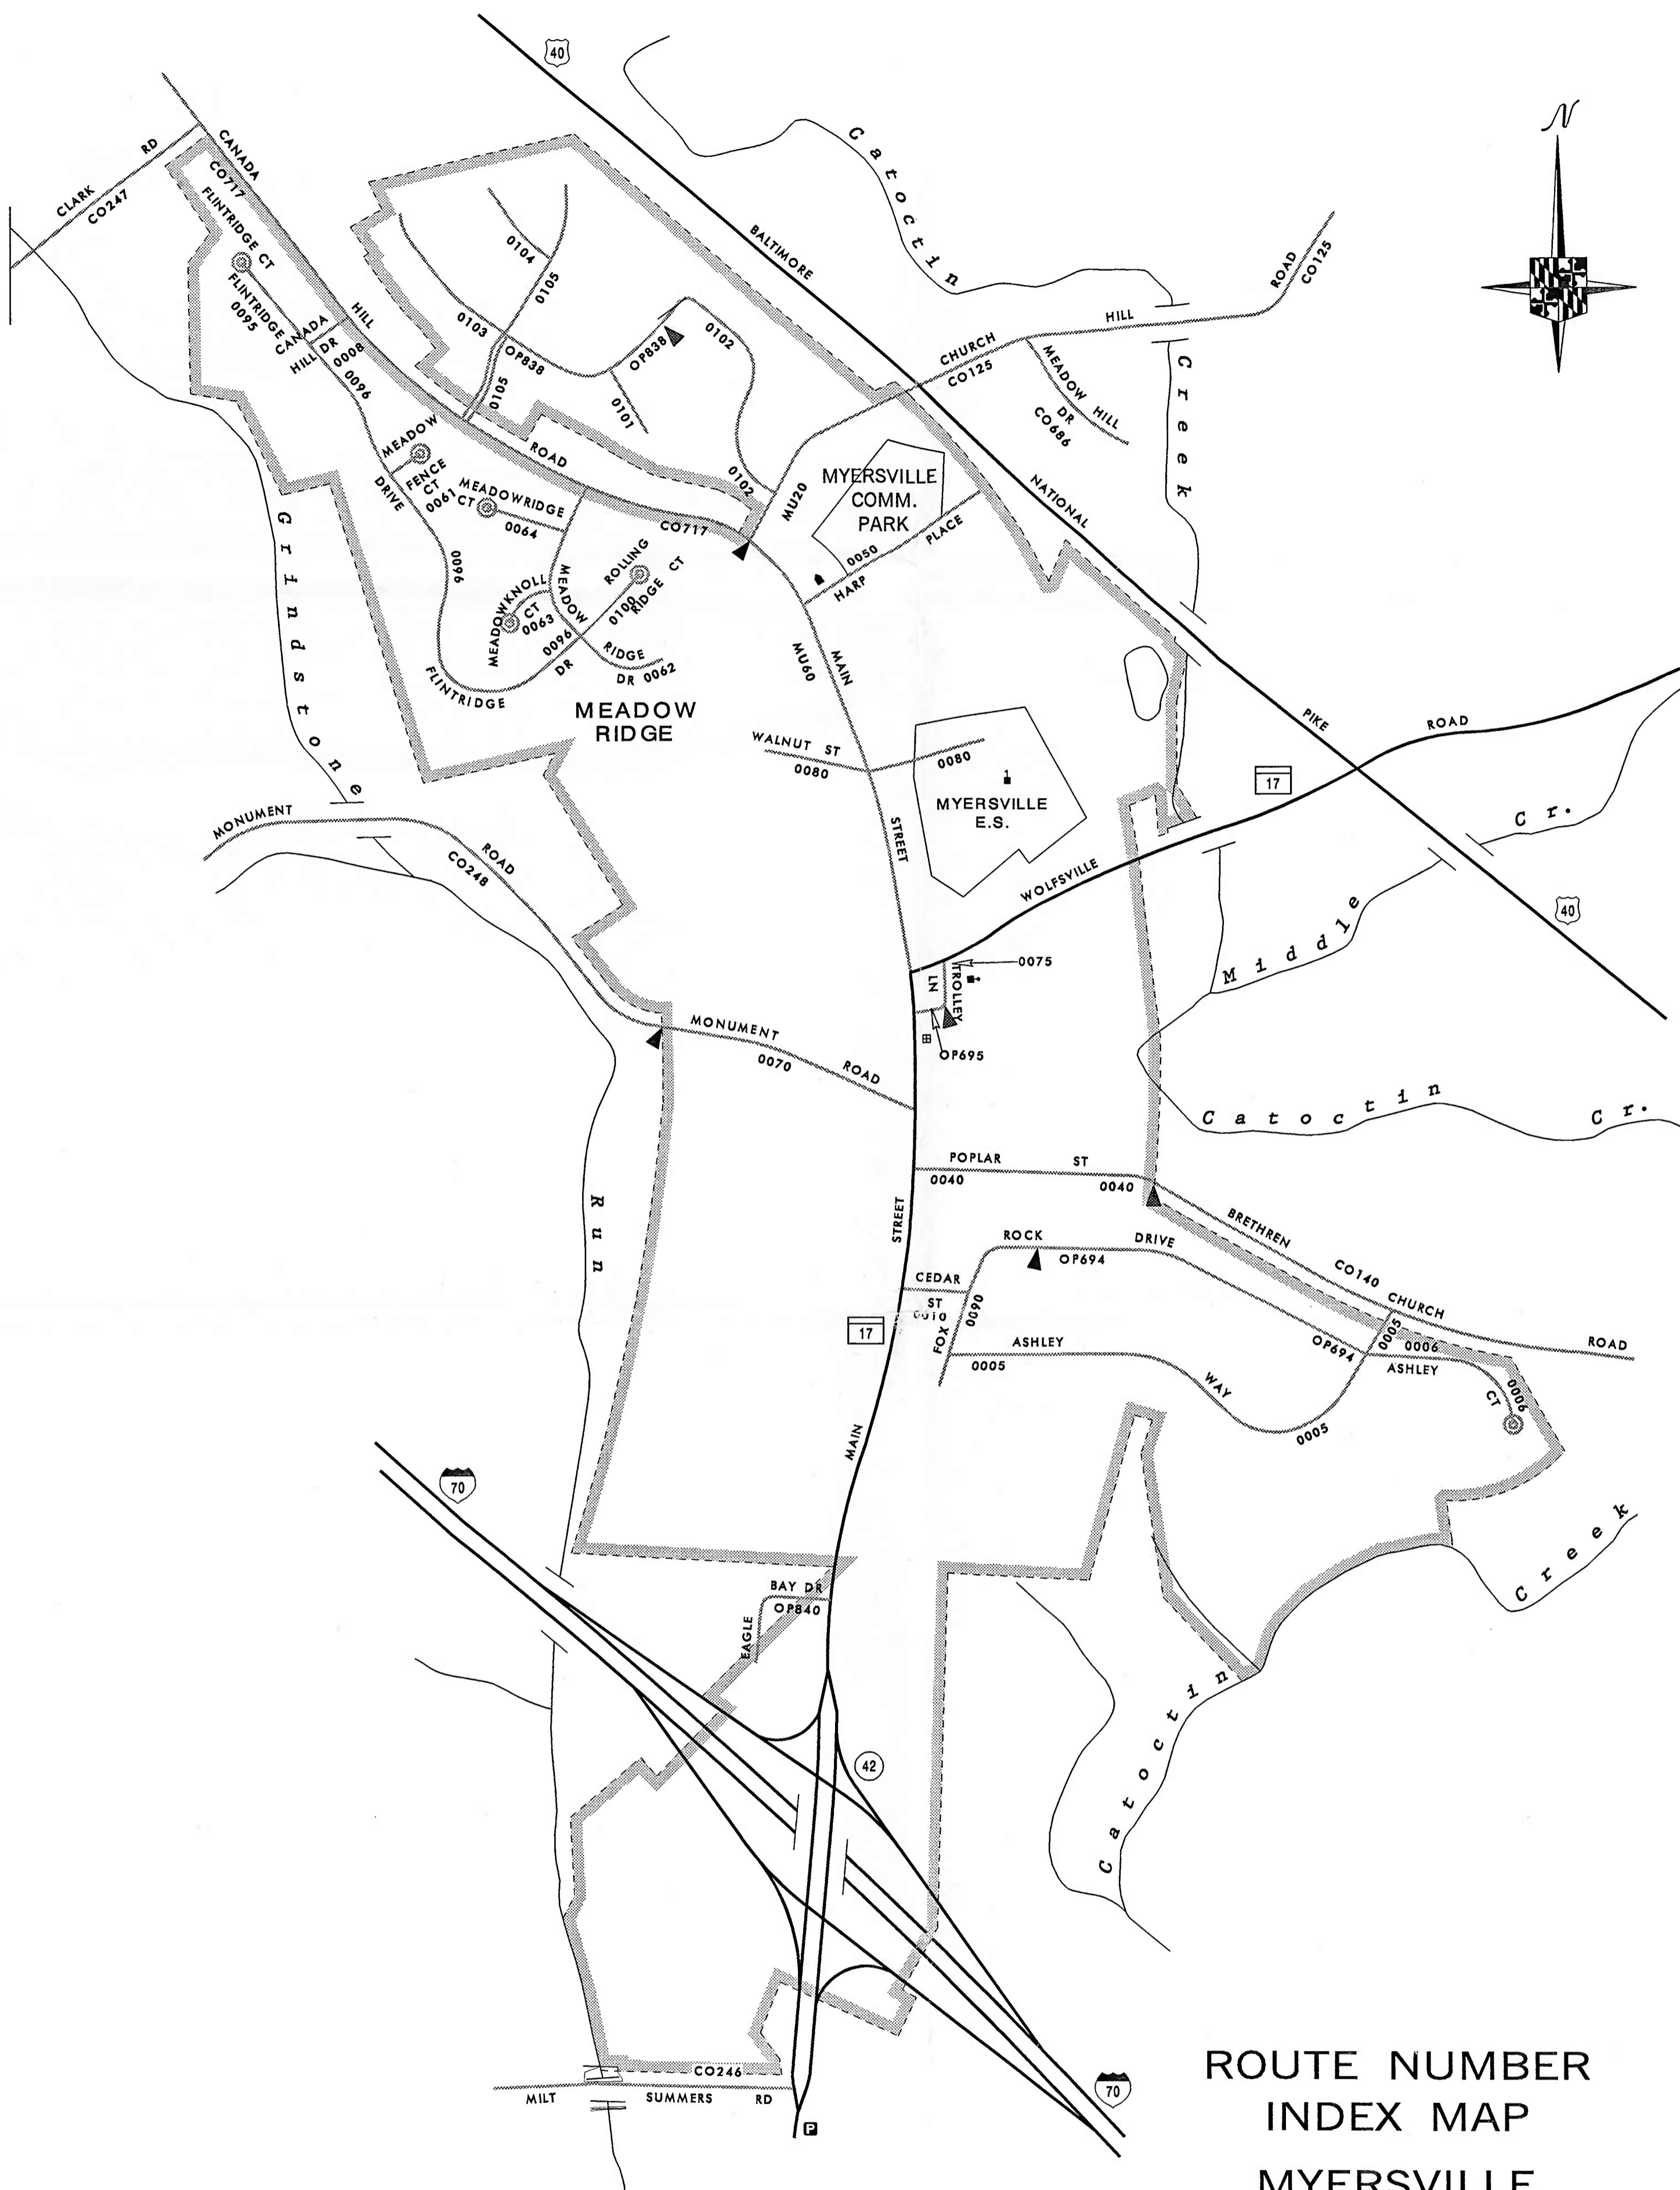 40
N
CLARK RD
CO247
CANADA
CO717
FLINTRIDGE CT
FLINTRIDGE
0095
CANADA
HILL DR
0008
HILL
0096
0104
0105
0103
OP838
0105
OP838
0102
0101
0102
BALTIMORE
Catoctin
CHURCH HILL ROAD
CO125
CO125
MEADOW HILL
DR
CO686
Creek
ROAD
CO717
MU20
MYERSVILLE
COMM.
PARK
0050
HARP PLACE
NATIONAL
MEADOW
FENCE
CT
0061
DRIVE
MEADOWRIDGE
CT
0064
0096
MEADOWKNOLL
CT
0063
MEADOW
ROLLING
RIDGE CT
0100
0096
DR
RIDGE
DR 0062
FLINTRIDGE
MEADOW
RIDGE
MU60
MAIN
WALNUT ST
0080
0080
1
MYERSVILLE
E.S.
STREET
PIKE
ROAD
17
WOLFSVILLE
Cr.
Middle
40
Grindstone
MONUMENT
ROAD
CO248
0075
TROLLEY
LN
OP695
MONUMENT
0070
ROAD
Catoctin Cr.
POPLAR ST
0040
0040
BRETHREN
CO140
CHURCH
ROAD
Run
STREET
ROCK DRIVE
OP694
CEDAR
ST
0010
0090
FOX
17
ASHLEY
0005
WAY
0005
OP694
0005
0006
ASHLEY
CT
0006
MAIN
70
Creek
BAY DR
OP840
EAGLE
Catoctin
42
CO246
MILT SUMMERS RD
P
70
ROUTE NUMBER
INDEX MAP
MYERSVILLE